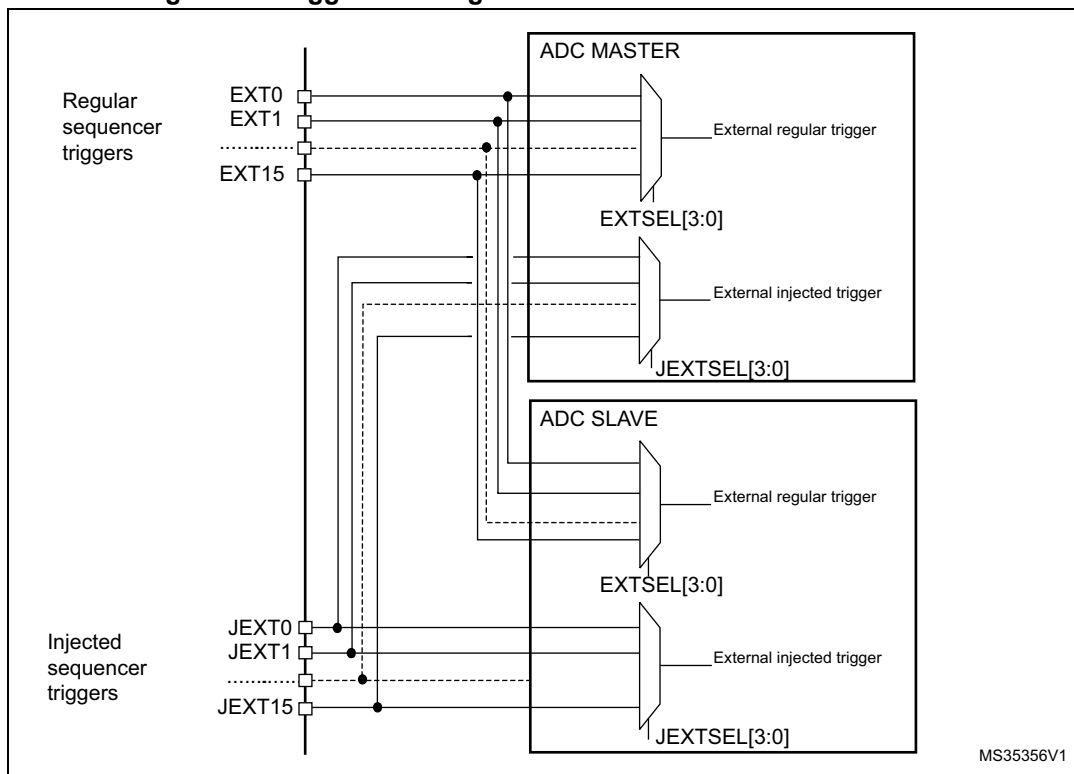 ADC MASTER
Regular
sequencer
triggers
EXT0
EXT1
..........
EXT15
External regular trigger
EXTSEL[3:0]
External injected trigger
JEXTSEL[3:0]
ADC SLAVE
External regular trigger
EXTSEL[3:0]
Injected
sequencer
triggers
JEXT0
JEXT1
..........
JEXT15
External injected trigger
JEXTSEL[3:0]
MS35356V1